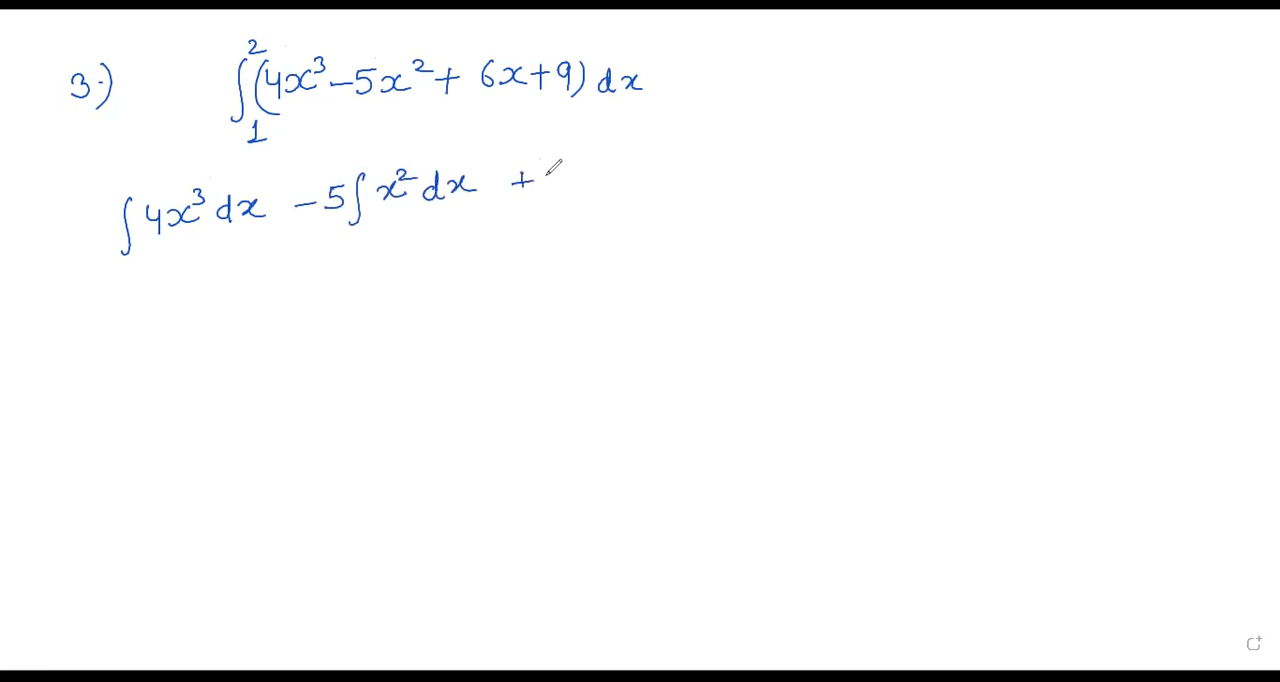 3.) ∫₁² (4x³ - 5x² + 6x + 9) dx
∫ 4x³ dx - 5 ∫ x² dx +